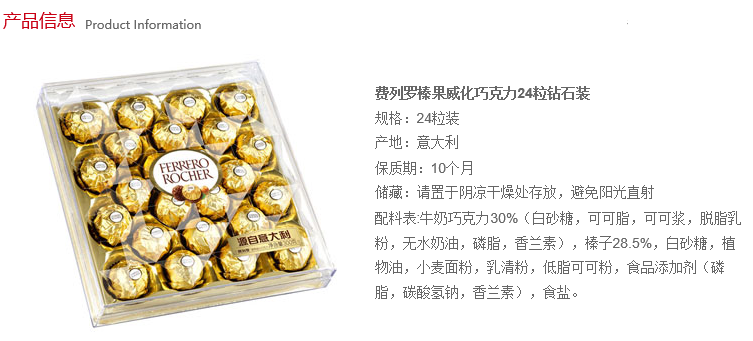 产品信息 Product Information
费列罗榛果威化巧克力24粒钻石装
规格：24粒装
产地：意大利
保质期：10个月
储藏：请置于阴凉干燥处存放，避免阳光直射
配料表:牛奶巧克力30%（白砂糖，可可脂，可可浆，脱脂乳
粉，无水奶油，磷脂，香兰素），榛子28.5%，白砂糖，植
物油，小麦面粉，乳清粉，低脂可可粉，食品添加剂（磷
脂，碳酸氢钠，香兰素），食盐。
FERRERO
ROCHER
源自意大利